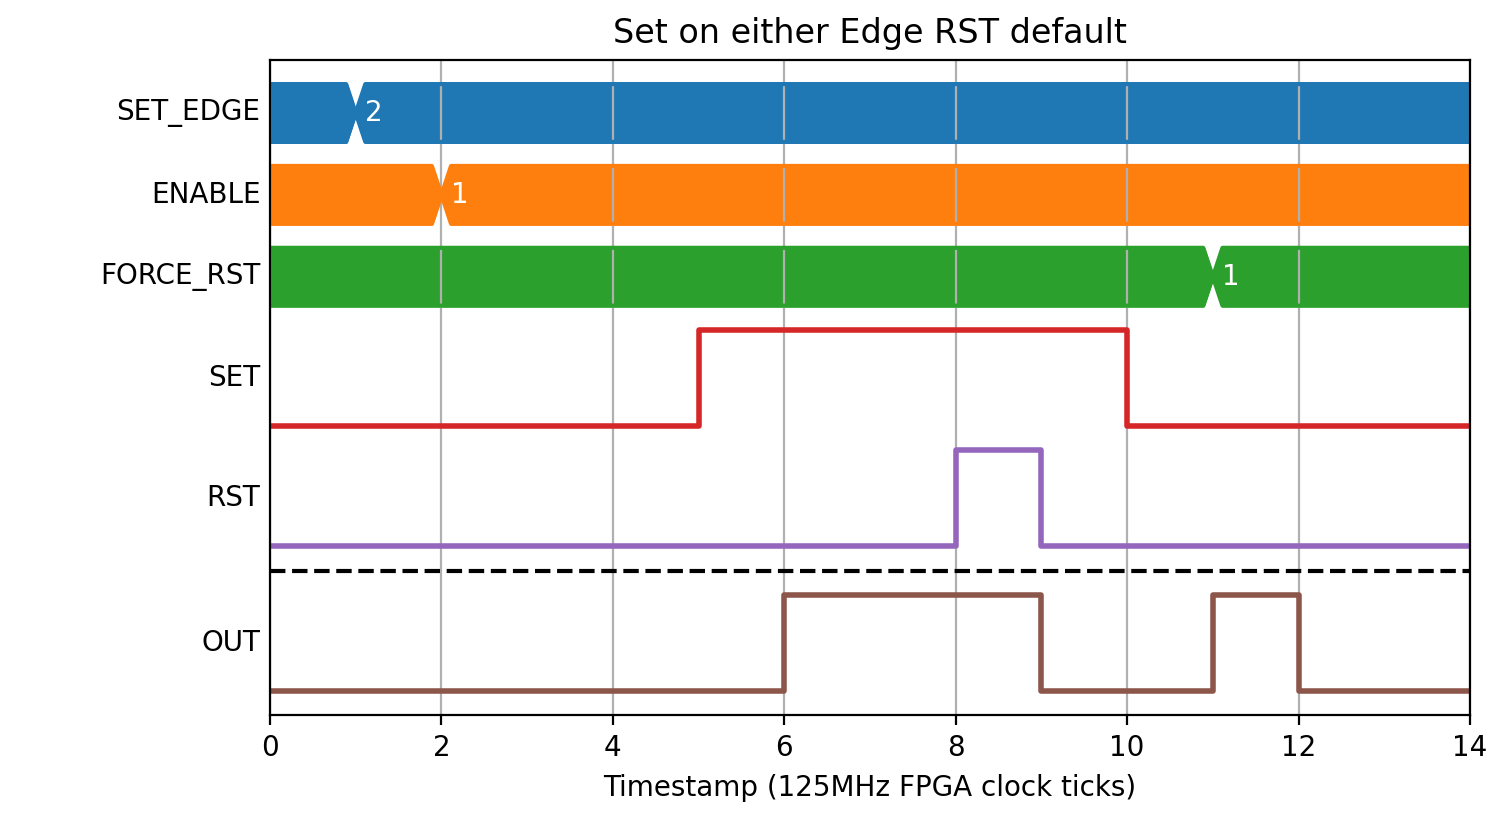 Set on either Edge RST default
SET_EDGE
2
ENABLE
1
FORCE_RST
1
SET
RST
OUT
0 2 4 6 8 10 12 14
Timestamp (125MHz FPGA clock ticks)